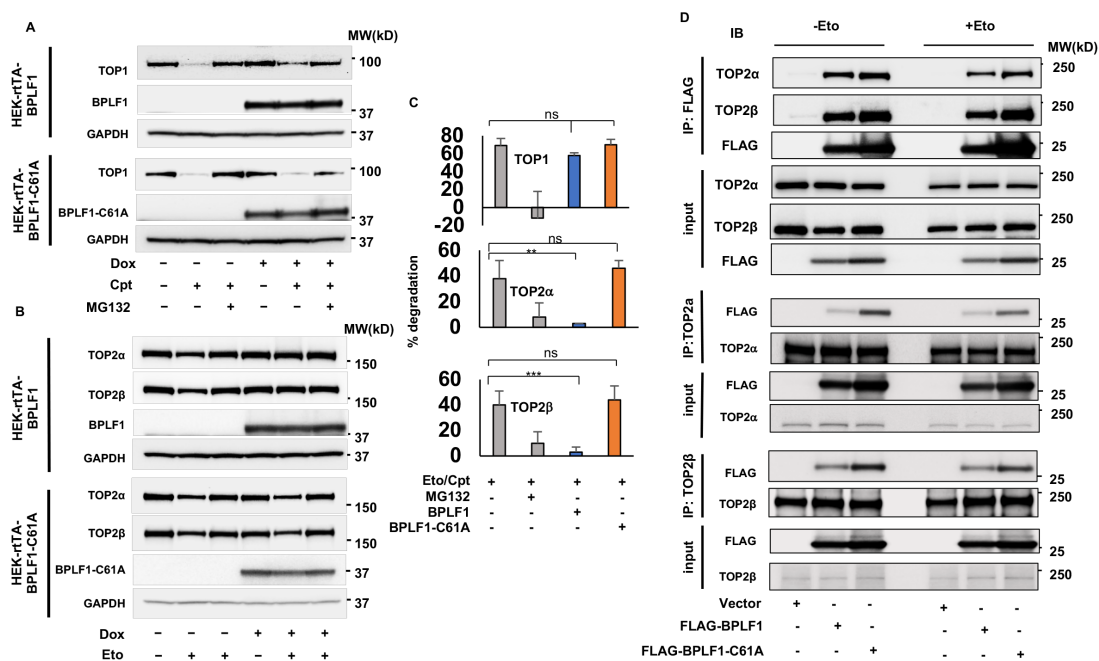 A
MW(kD)
HEK-rtTA-
BPLF1
TOP1
100
BPLF1
37
GAPDH
37
HEK-rtTA-
BPLF1-C61A
TOP1
100
BPLF1-C61A
37
GAPDH
37
Dox – – – + + +
Cpt – + + – + +
MG132 – – + – – +
B
MW(kD)
HEK-rtTA-
BPLF1
TOP2α
150
TOP2β
150
BPLF1
37
GAPDH
37
HEK-rtTA-
BPLF1-C61A
TOP2α
150
TOP2β
150
BPLF1-C61A
37
GAPDH
37
Dox – – – + + +
Eto – + + – + +
C
% degradation
ns
80
60
40
20
0
-20
TOP1
ns
**
60
40
20
0
TOP2α
ns
***
60
40
20
0
TOP2β
Eto/Cpt + + + +
MG132 - + - -
BPLF1 - - + -
BPLF1-C61A - - - +
D
IB
-Eto
+Eto
MW(kD)
IP: FLAG
TOP2α
250
TOP2β
250
FLAG
25
input
TOP2α
250
TOP2β
250
FLAG
25
IP:TOP2a
FLAG
25
TOP2α
250
input
FLAG
25
TOP2α
250
IP: TOP2β
FLAG
25
TOP2β
250
input
FLAG
25
TOP2β
250
Vector + - - + - -
FLAG-BPLF1 - + - - + -
FLAG-BPLF1-C61A - - + - - +